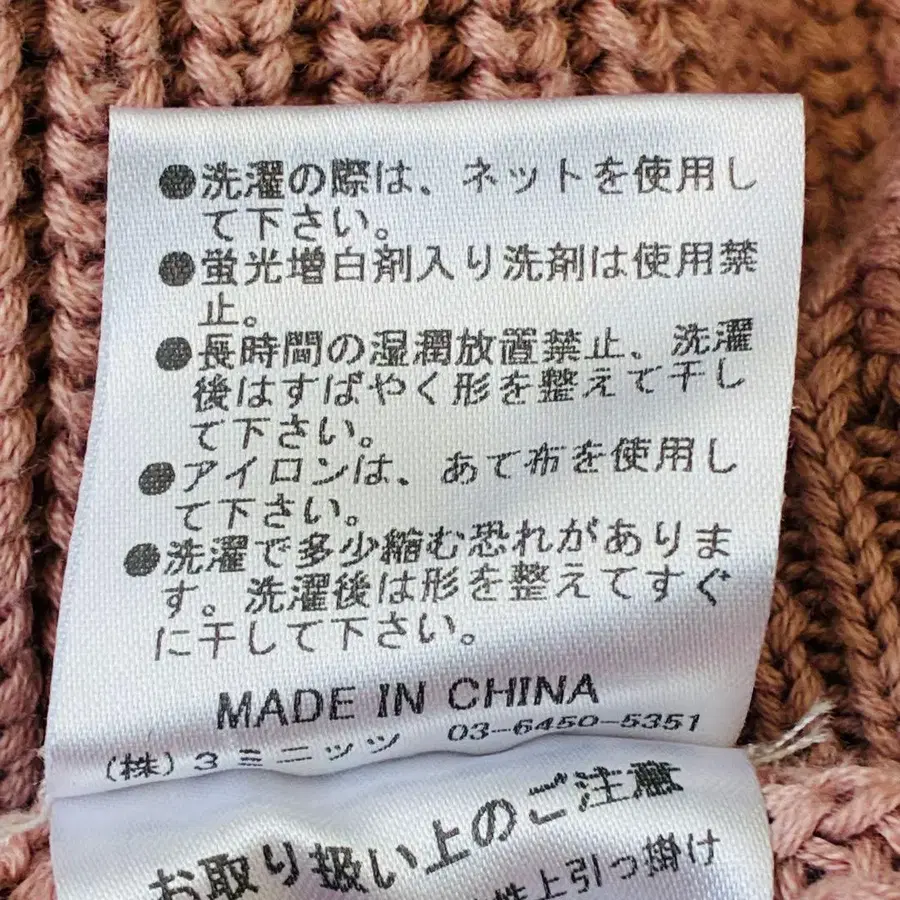 ●洗濯の際は、ネットを使用し
て下さい。
●蛍光増白剤入り洗剤は使用禁
止。
●長時間の湿潤放置禁止、洗濯
後はすばやく形を整えて干し
て下さい。
●アイロンは、あて布を使用し
て下さい。
●洗濯で多少縮む恐れがありま
す。洗濯後は形を整えてすぐ
に干して下さい。
MADE IN CHINA
(株)3ミニッツ 03-6450-5351
お取り扱い上のご注意
性上引っ掛け